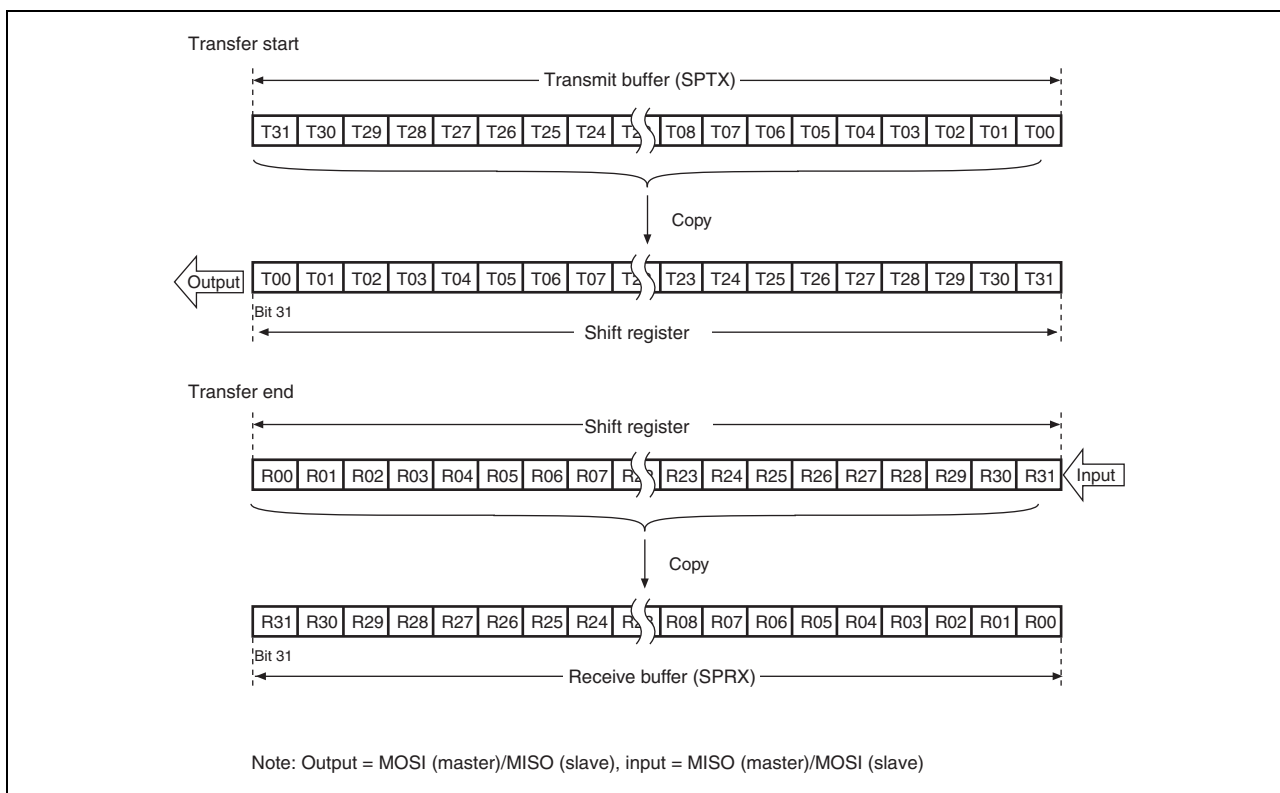 Transfer start
Transmit buffer (SPTX)
T31 T30 T29 T28 T27 T26 T25 T24 T08 T07 T06 T05 T04 T03 T02 T01 T00
Copy
Output T00 T01 T02 T03 T04 T05 T06 T07 T23 T24 T25 T26 T27 T28 T29 T30 T31
Bit 31
Shift register
Transfer end
Shift register
R00 R01 R02 R03 R04 R05 R06 R07 R23 R24 R25 R26 R27 R28 R29 R30 R31 Input
Copy
R31 R30 R29 R28 R27 R26 R25 R24 R08 R07 R06 R05 R04 R03 R02 R01 R00
Bit 31
Receive buffer (SPRX)
Note: Output = MOSI (master)/MISO (slave), input = MISO (master)/MOSI (slave)